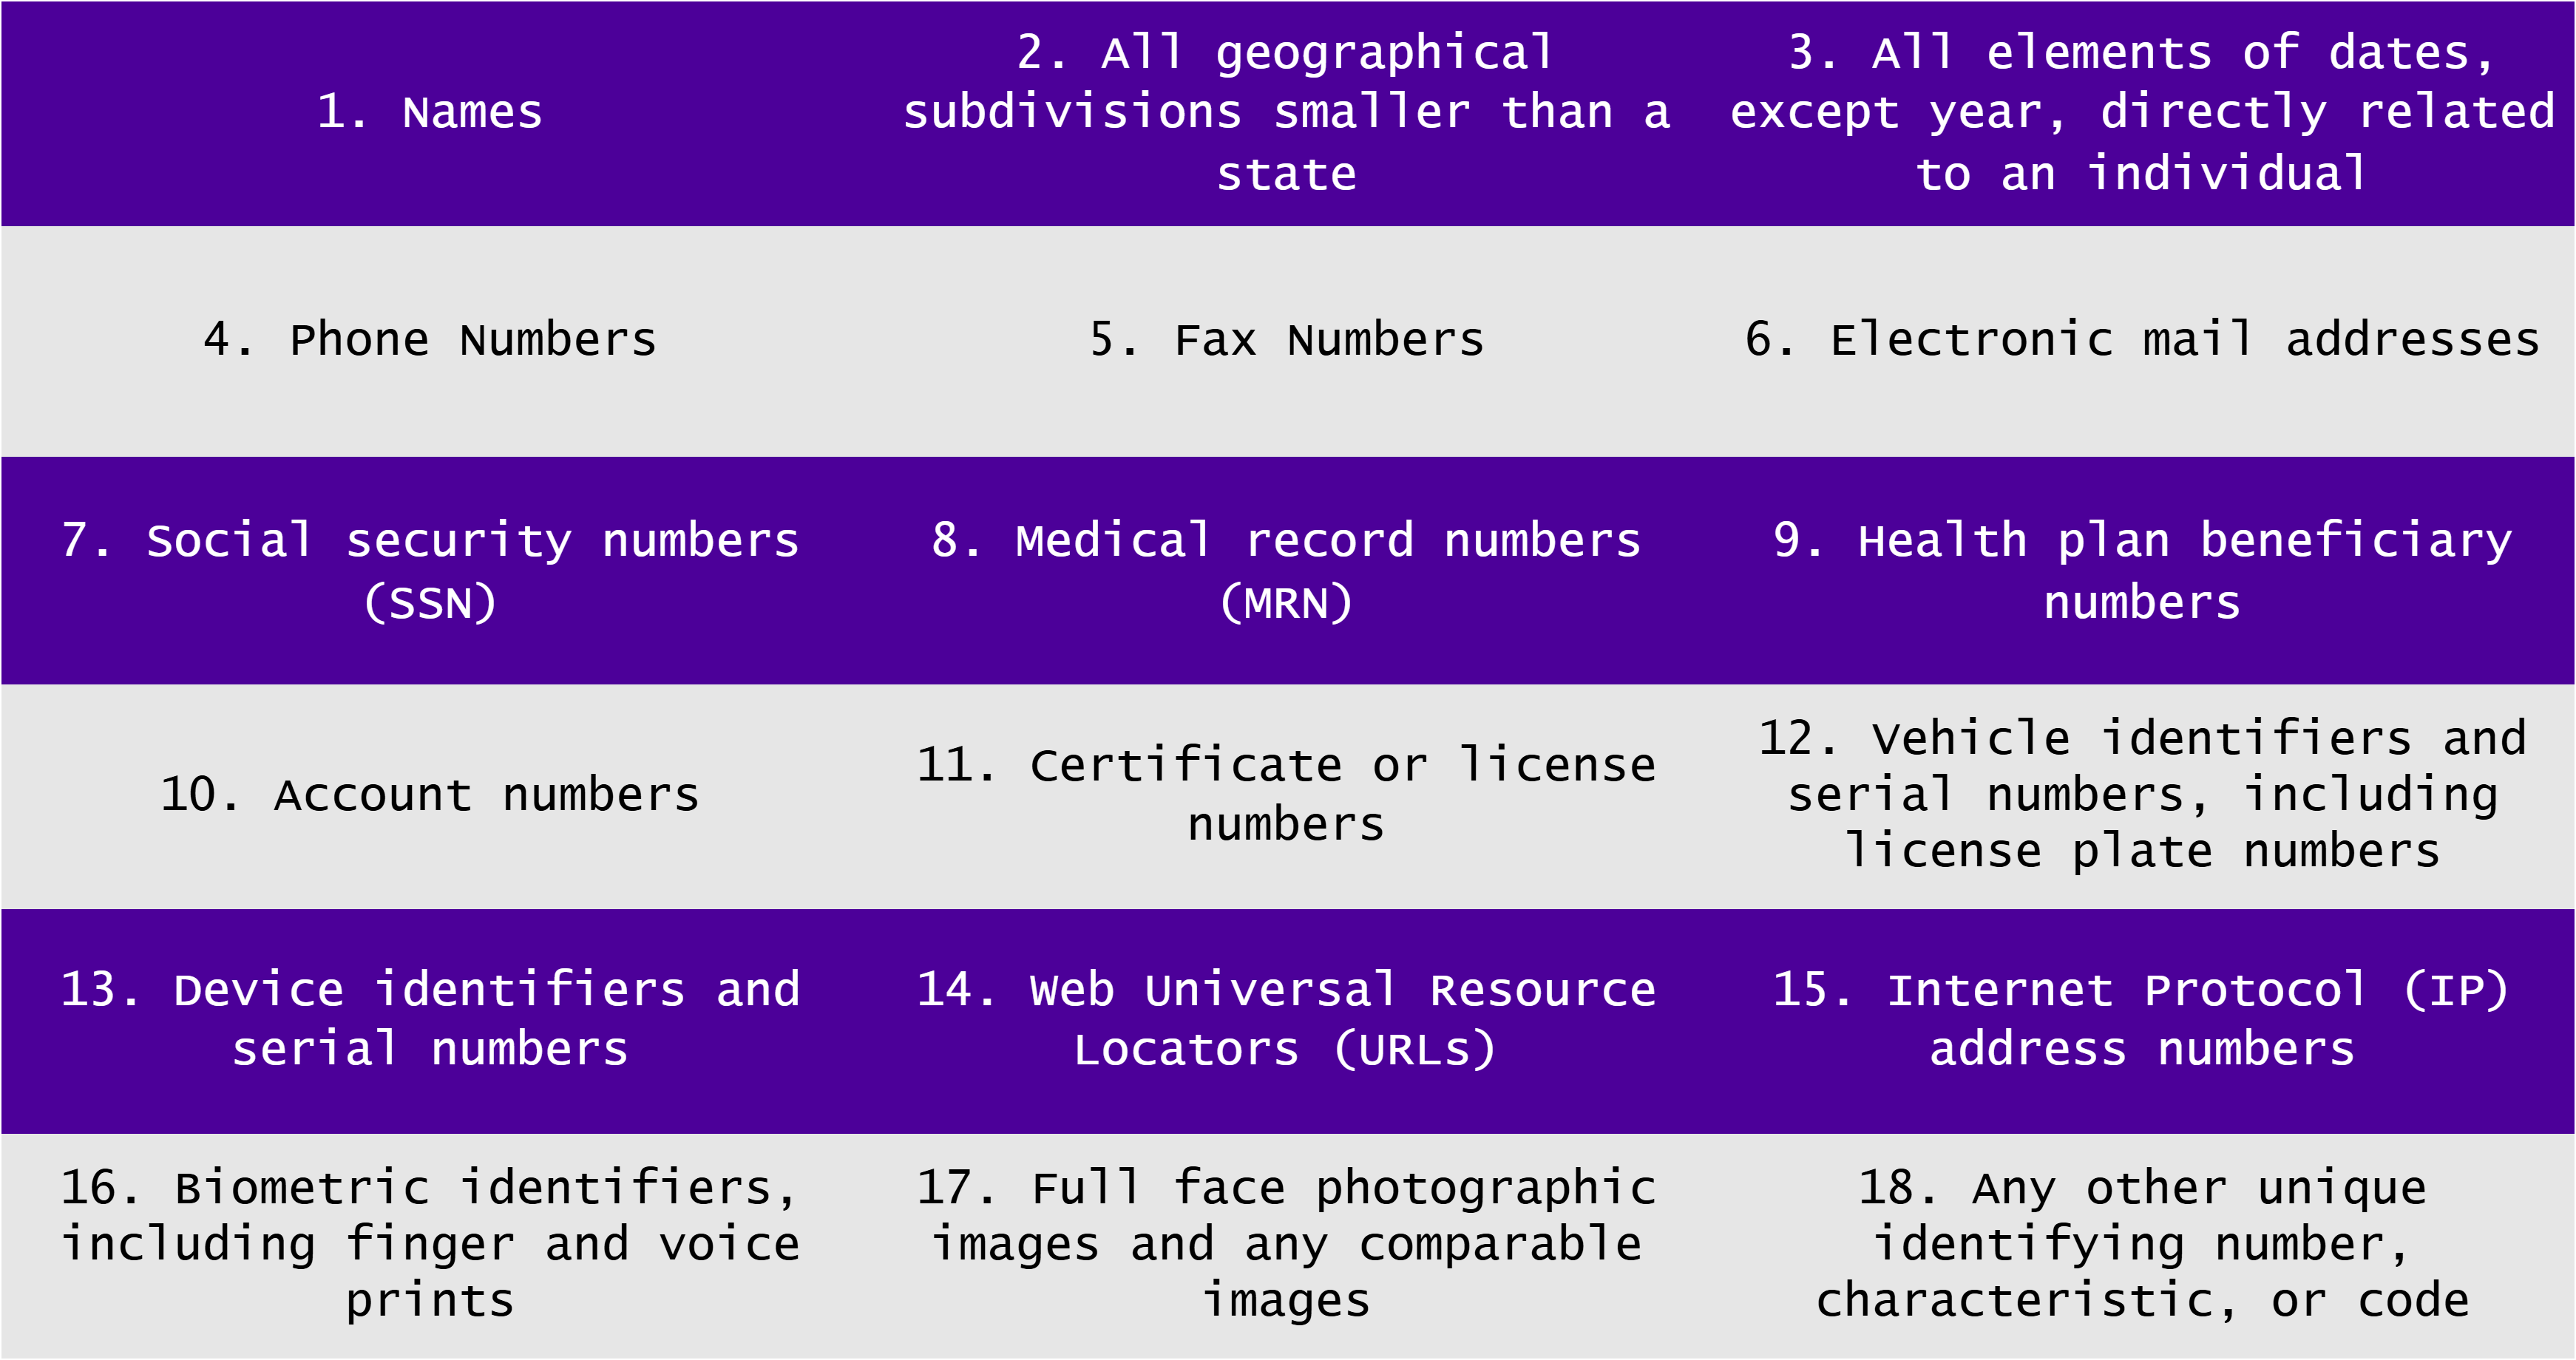 1. Names
2. All geographical
subdivisions smaller than a
state
3. All elements of dates,
except year, directly related
to an individual
4. Phone Numbers
5. Fax Numbers
6. Electronic mail addresses
7. Social security numbers
(SSN)
8. Medical record numbers
(MRN)
9. Health plan beneficiary
numbers
10. Account numbers
11. Certificate or license
numbers
12. Vehicle identifiers and
serial numbers, including
license plate numbers
13. Device identifiers and
serial numbers
14. Web Universal Resource
Locators (URLs)
15. Internet Protocol (IP)
address numbers
16. Biometric identifiers,
including finger and voice
prints
17. Full face photographic
images and any comparable
images
18. Any other unique
identifying number,
characteristic, or code